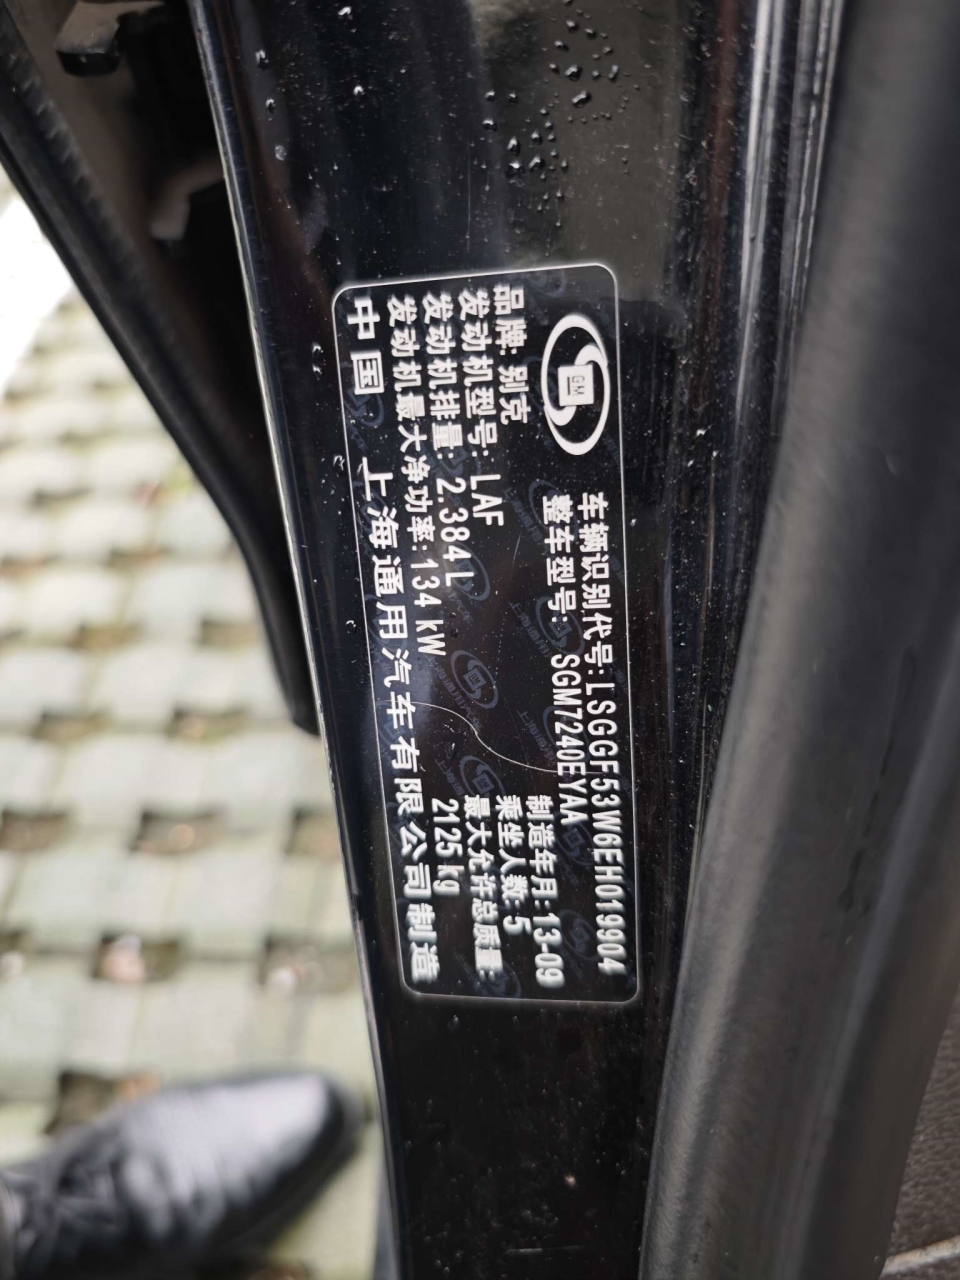 GM
车辆识别代号:LSGGF53W6EH019904
整车型号: SGM7240EYAA
品牌: 别克
制造年月:13-09
发动机型号: LAF
乘坐人数: 5
发动机排量: 2.384 L
最大允许总质量:
发动机最大净功率:134 kW
2125 kg
中国 上海通用汽车有限公司制造